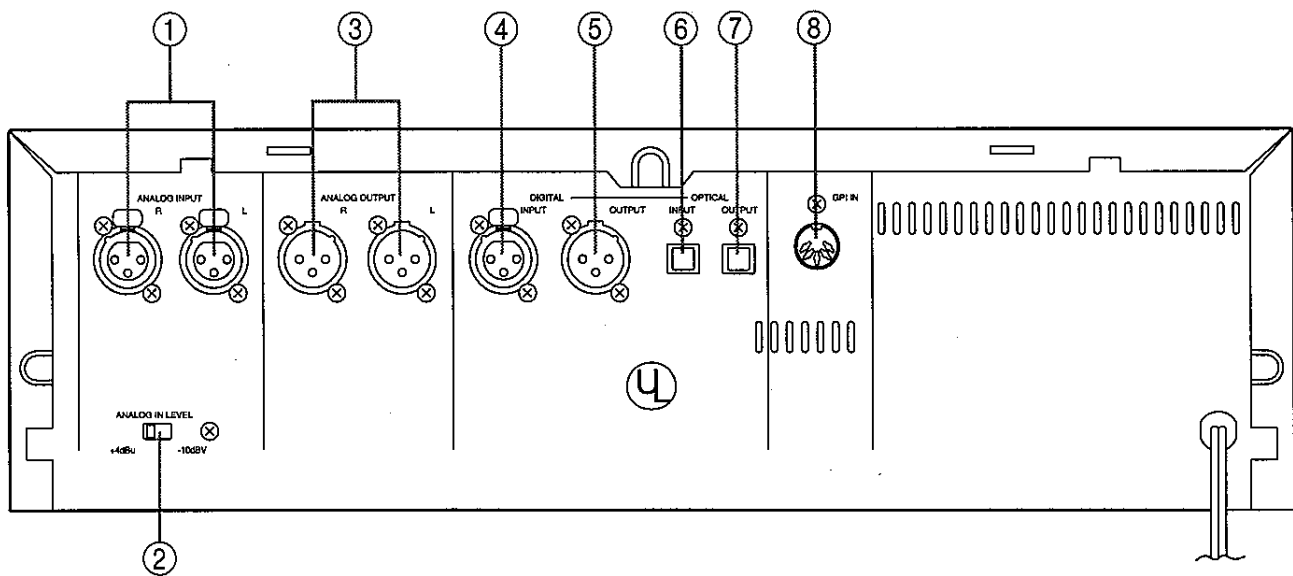 1 3 4 5 6 7 8
ANALOG INPUT
R L
ANALOG OUTPUT
R L
DIGITAL OPTICAL
INPUT OUTPUT INPUT OUTPUT
GPI IN
UL
ANALOG IN LEVEL
+4dBu -10dBV
2